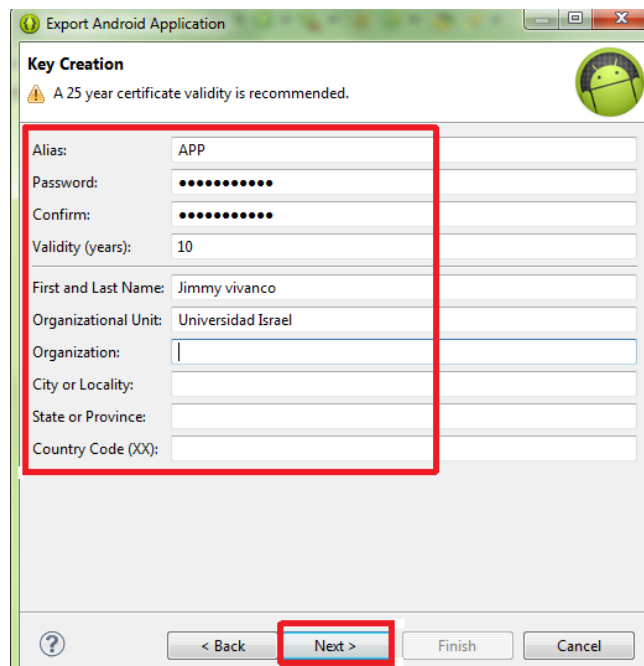 Export Android Application
Key Creation
A 25 year certificate validity is recommended.
Alias: APP
Password: ●●●●●●●●●●●
Confirm: ●●●●●●●●●●●
Validity (years): 10
First and Last Name: Jimmy vivanco
Organizational Unit: Universidad Israel
Organization:
City or Locality:
State or Province:
Country Code (XX):
? < Back Next > Finish Cancel